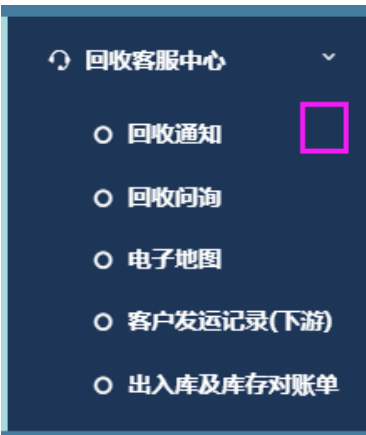 回收客服中心
回收通知
回收问询
电子地图
客户发运记录(下游)
出入库及库存对账单